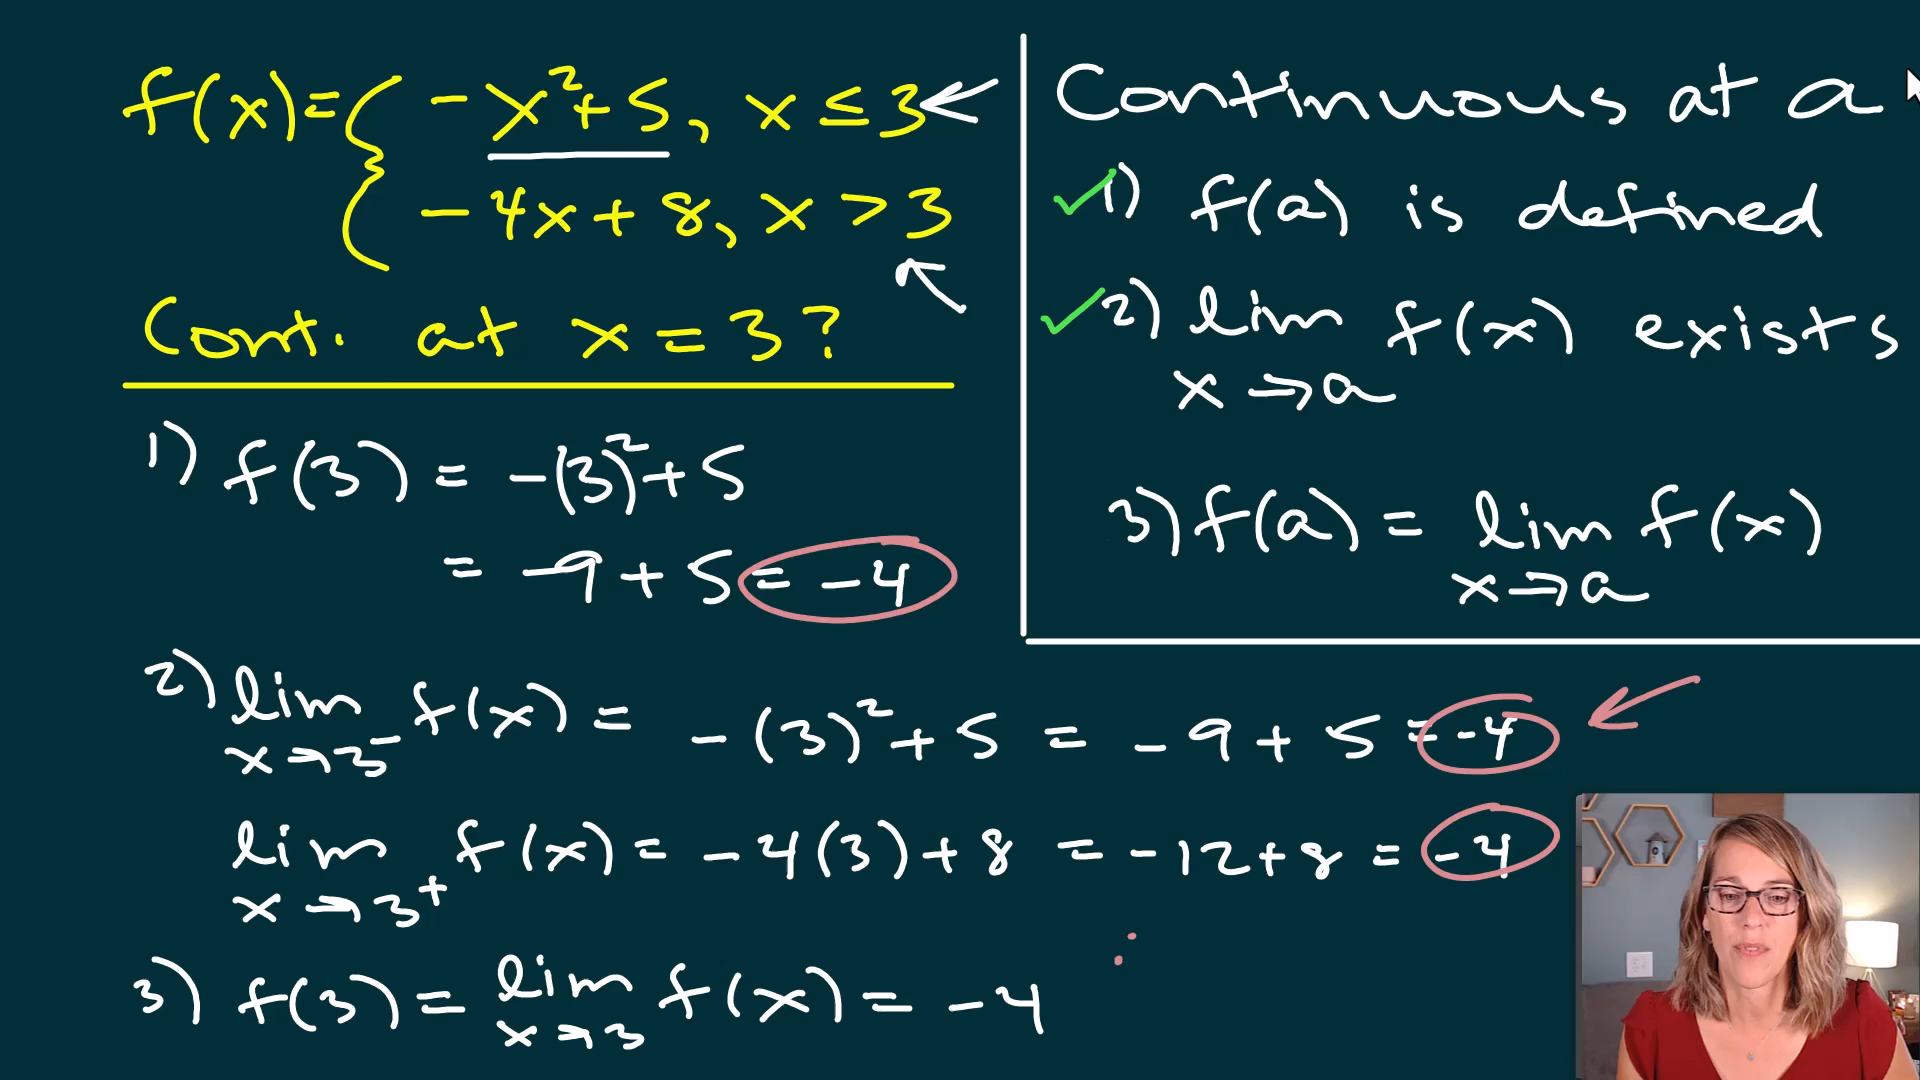 f(x)= { -x²+5, x ≤ 3
-4x+8, x > 3
Cont. at x = 3?
1) f(3) = -(3)²+5
= -9+5 = -4
Continuous at a
1) f(a) is defined
2) lim f(x) exists
x→a
3) f(a) = lim f(x)
x→a
2) lim f(x) = -(3)²+5 = -9+5 = -4
x→3⁻
lim f(x) = -4(3)+8 = -12+8 = -4
x→3⁺
3) f(3) = lim f(x) = -4
x→3